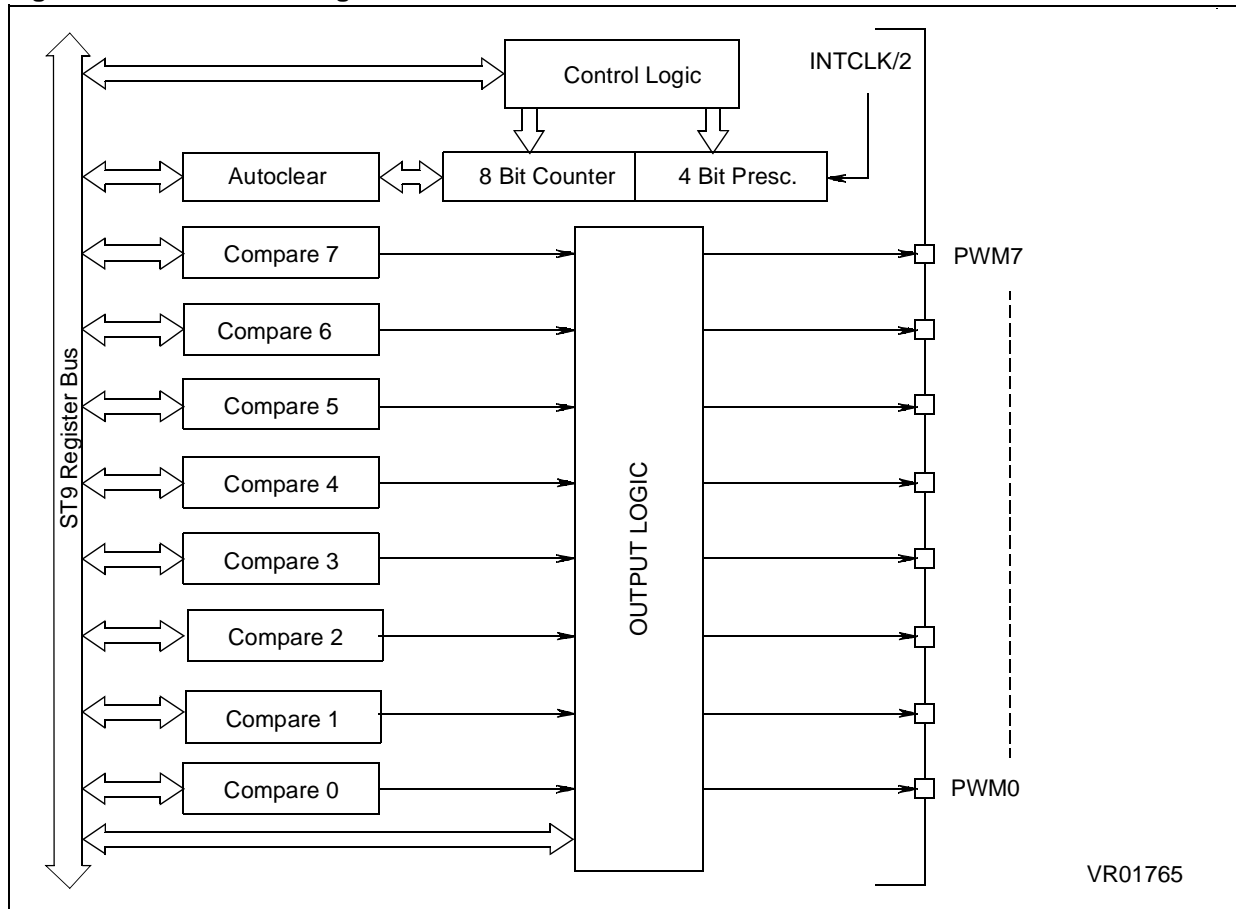 Control Logic
INTCLK/2
Autoclear
8 Bit Counter
4 Bit Presc.
Compare 7
PWM7
Compare 6
Compare 5
Compare 4
Compare 3
Compare 2
Compare 1
Compare 0
PWM0
ST9 Register Bus
OUTPUT LOGIC
VR01765